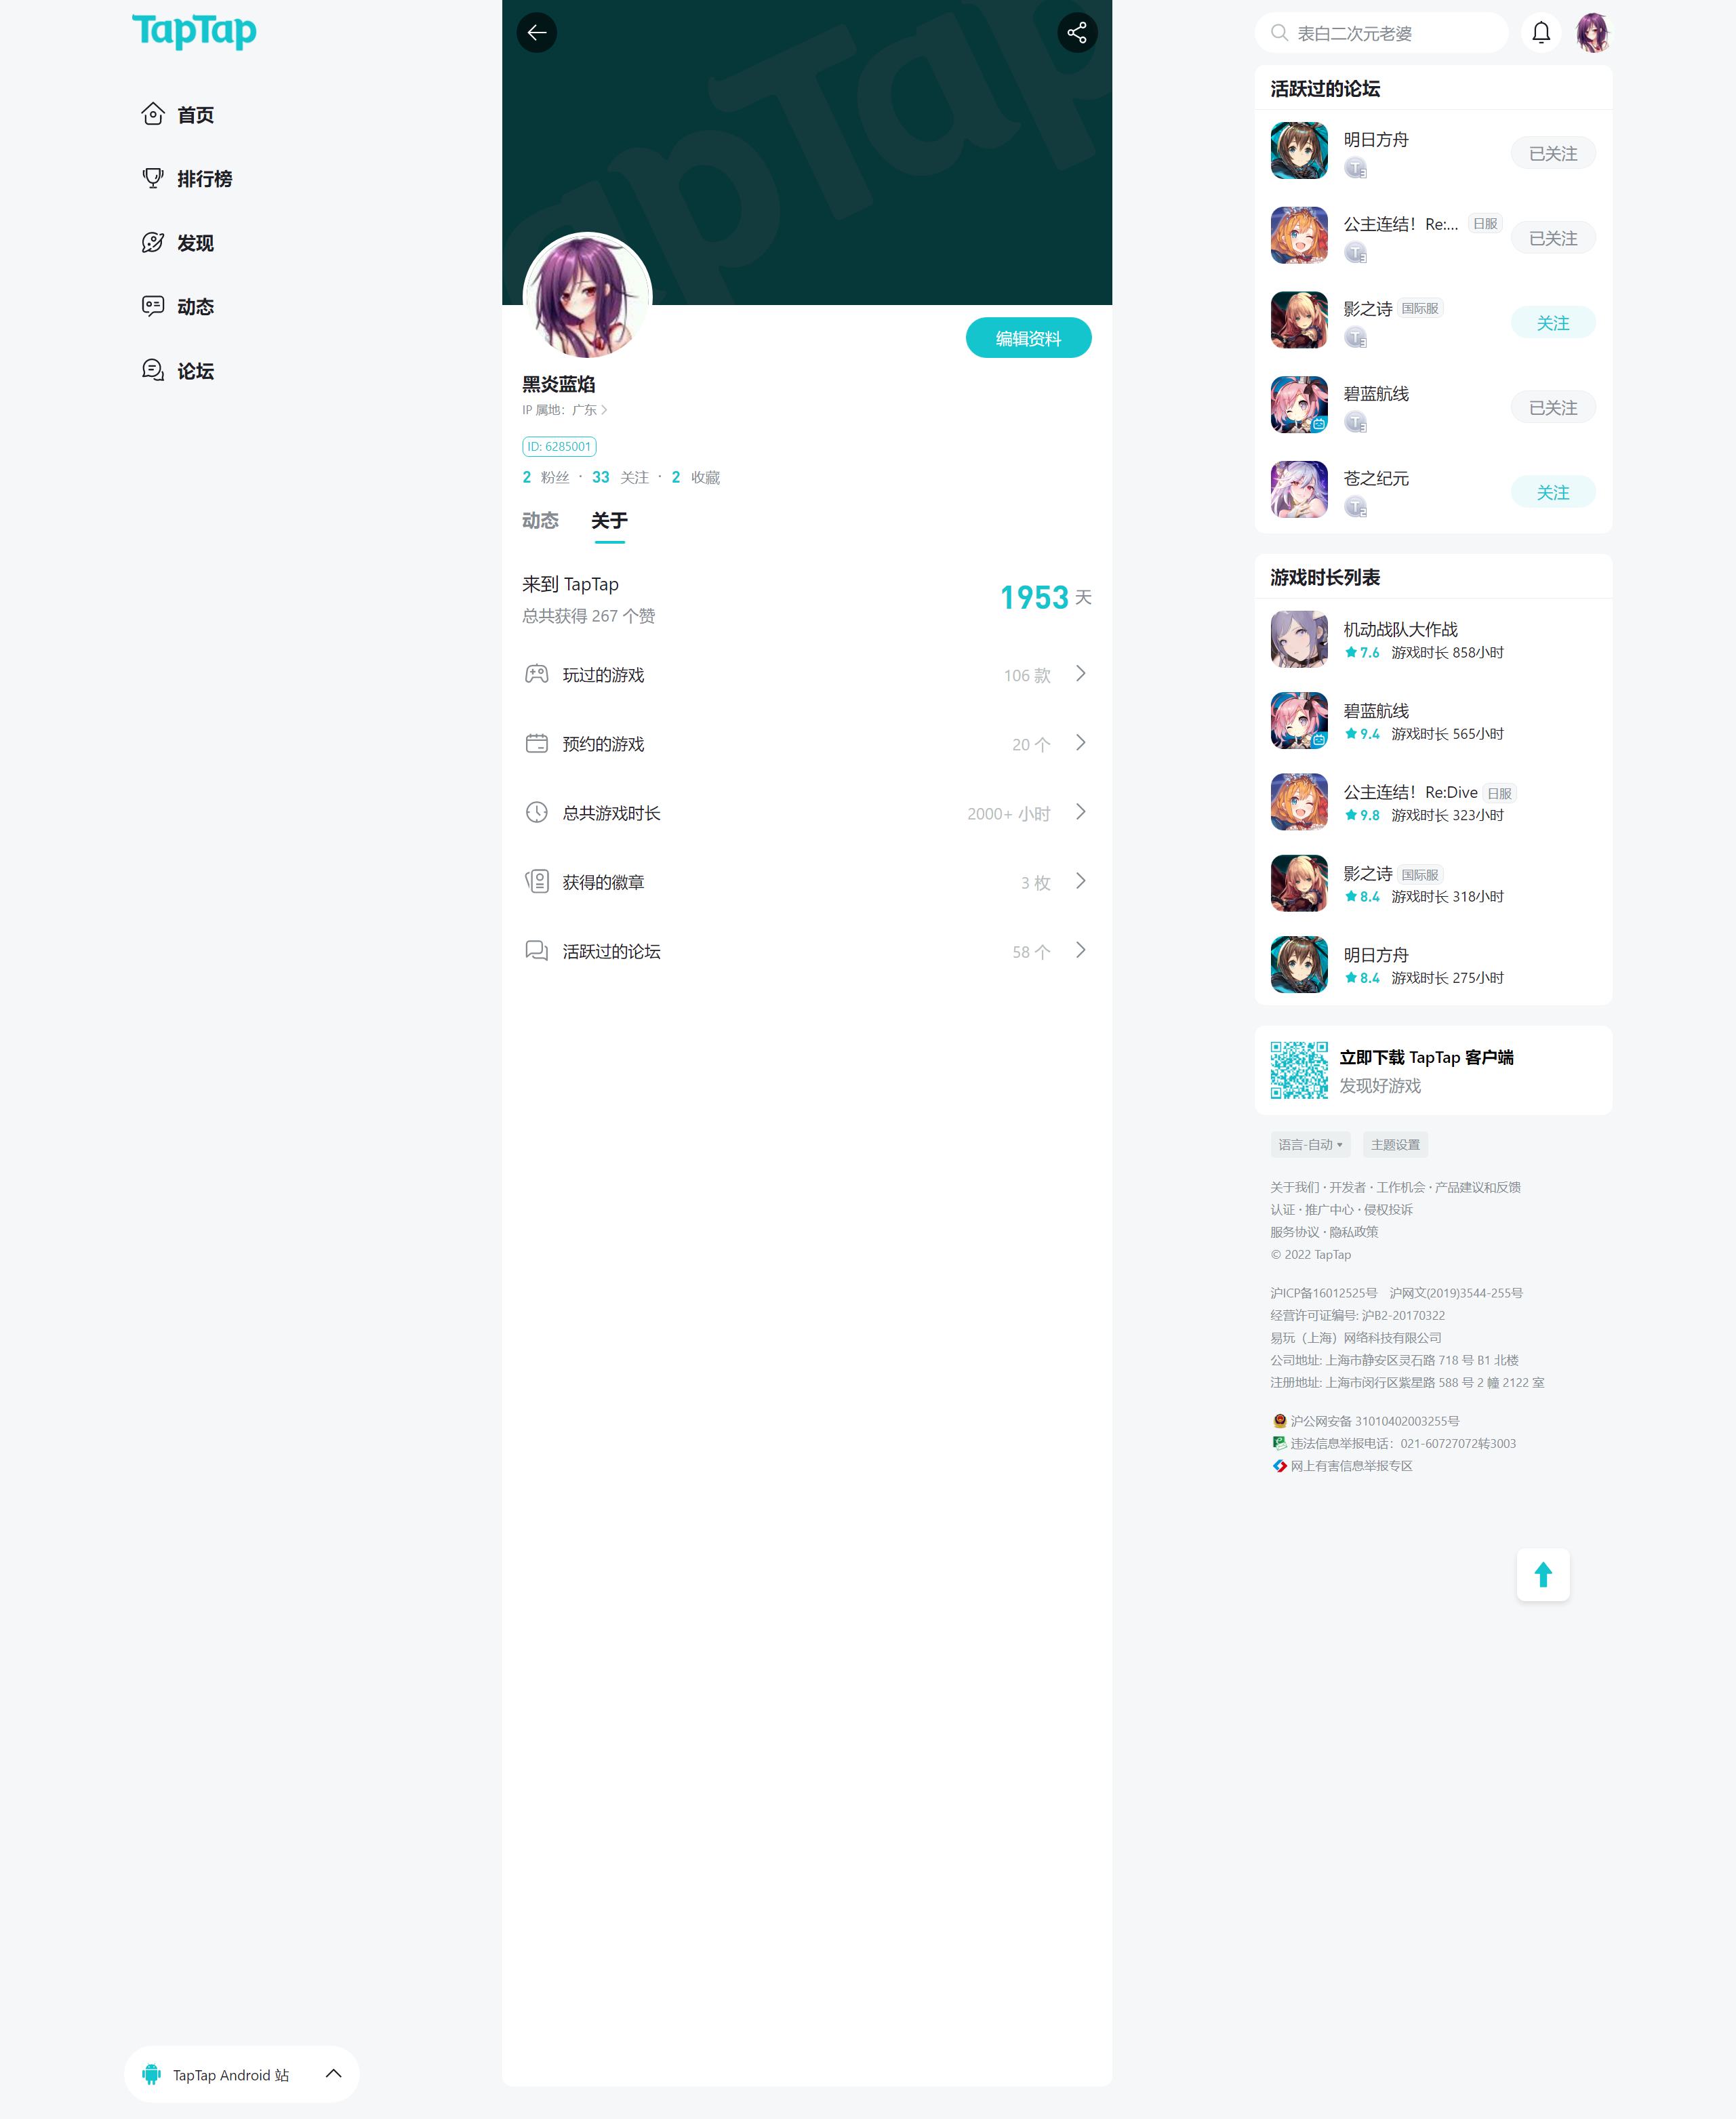 TapTap
首页
排行榜
发现
动态
论坛
TapTap Android 站
apTap
黑炎蓝焰
IP 属地：广东
ID: 6285001
2 粉丝 · 33 关注 · 2 收藏
编辑资料
动态 关于
来到 TapTap
总共获得 267 个赞
1953 天
玩过的游戏 106 款
预约的游戏 20 个
总共游戏时长 2000+ 小时
获得的徽章 3 枚
活跃过的论坛 58 个
表白二次元老婆
活跃过的论坛
明日方舟
T3
已关注
公主连结！Re:... 日服
T3
已关注
影之诗 国际服
T3
关注
碧蓝航线
T3
已关注
苍之纪元
T2
关注
游戏时长列表
机动战队大作战
7.6 游戏时长 858小时
碧蓝航线
9.4 游戏时长 565小时
公主连结！Re:Dive 日服
9.8 游戏时长 323小时
影之诗 国际服
8.4 游戏时长 318小时
明日方舟
8.4 游戏时长 275小时
立即下载 TapTap 客户端
发现好游戏
语言-自动 主题设置
关于我们 · 开发者 · 工作机会 · 产品建议和反馈
认证 · 推广中心 · 侵权投诉
服务协议 · 隐私政策
© 2022 TapTap
沪ICP备16012525号 沪网文(2019)3544-255号
经营许可证编号: 沪B2-20170322
易玩（上海）网络科技有限公司
公司地址: 上海市静安区灵石路 718 号 B1 北楼
注册地址: 上海市闵行区紫星路 588 号 2 幢 2122 室
沪公网安备 31010402003255号
违法信息举报电话：021-60727072转3003
网上有害信息举报专区